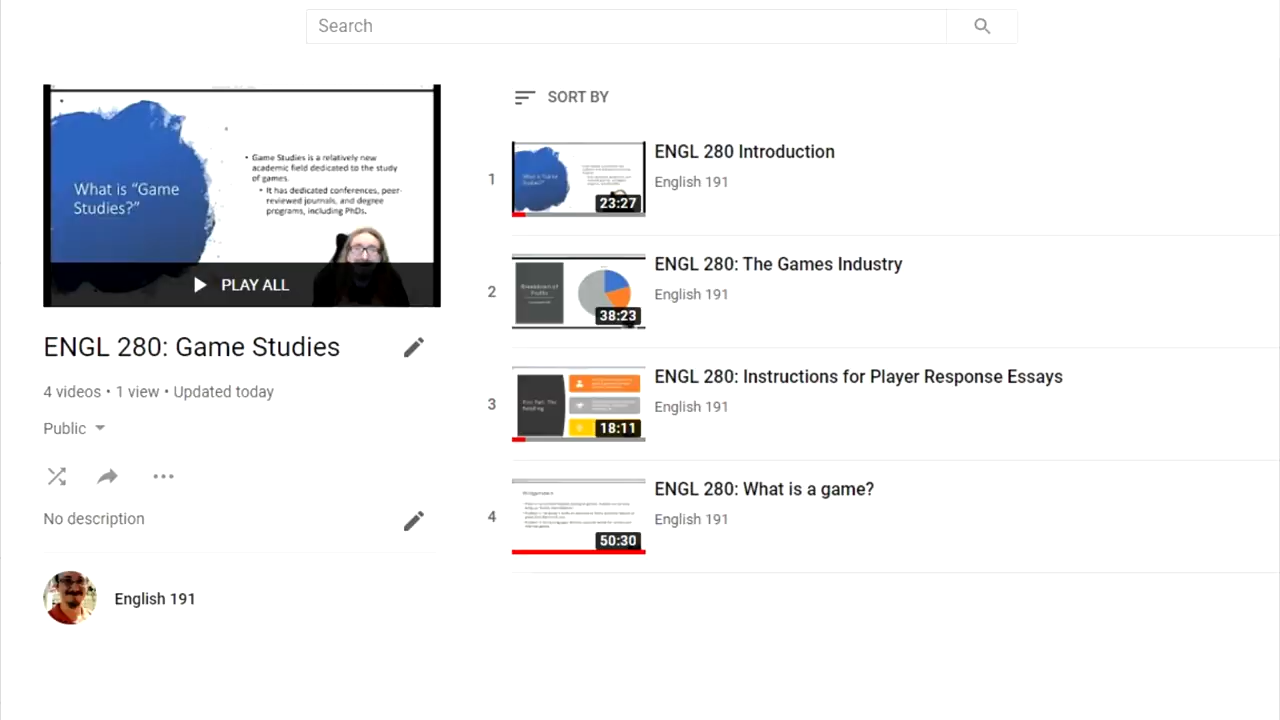 Search
What is "Game
Studies?"
• Game Studies is a relatively new
academic field dedicated to the study
of games.
• It has dedicated conferences, peer-
reviewed journals, and degree
programs, including PhDs.
PLAY ALL
ENGL 280: Game Studies
4 videos • 1 view • Updated today
Public
No description
English 191
SORT BY
1
23:27
ENGL 280 Introduction
English 191
2
38:23
ENGL 280: The Games Industry
English 191
3
18:11
ENGL 280: Instructions for Player Response Essays
English 191
4
50:30
ENGL 280: What is a game?
English 191